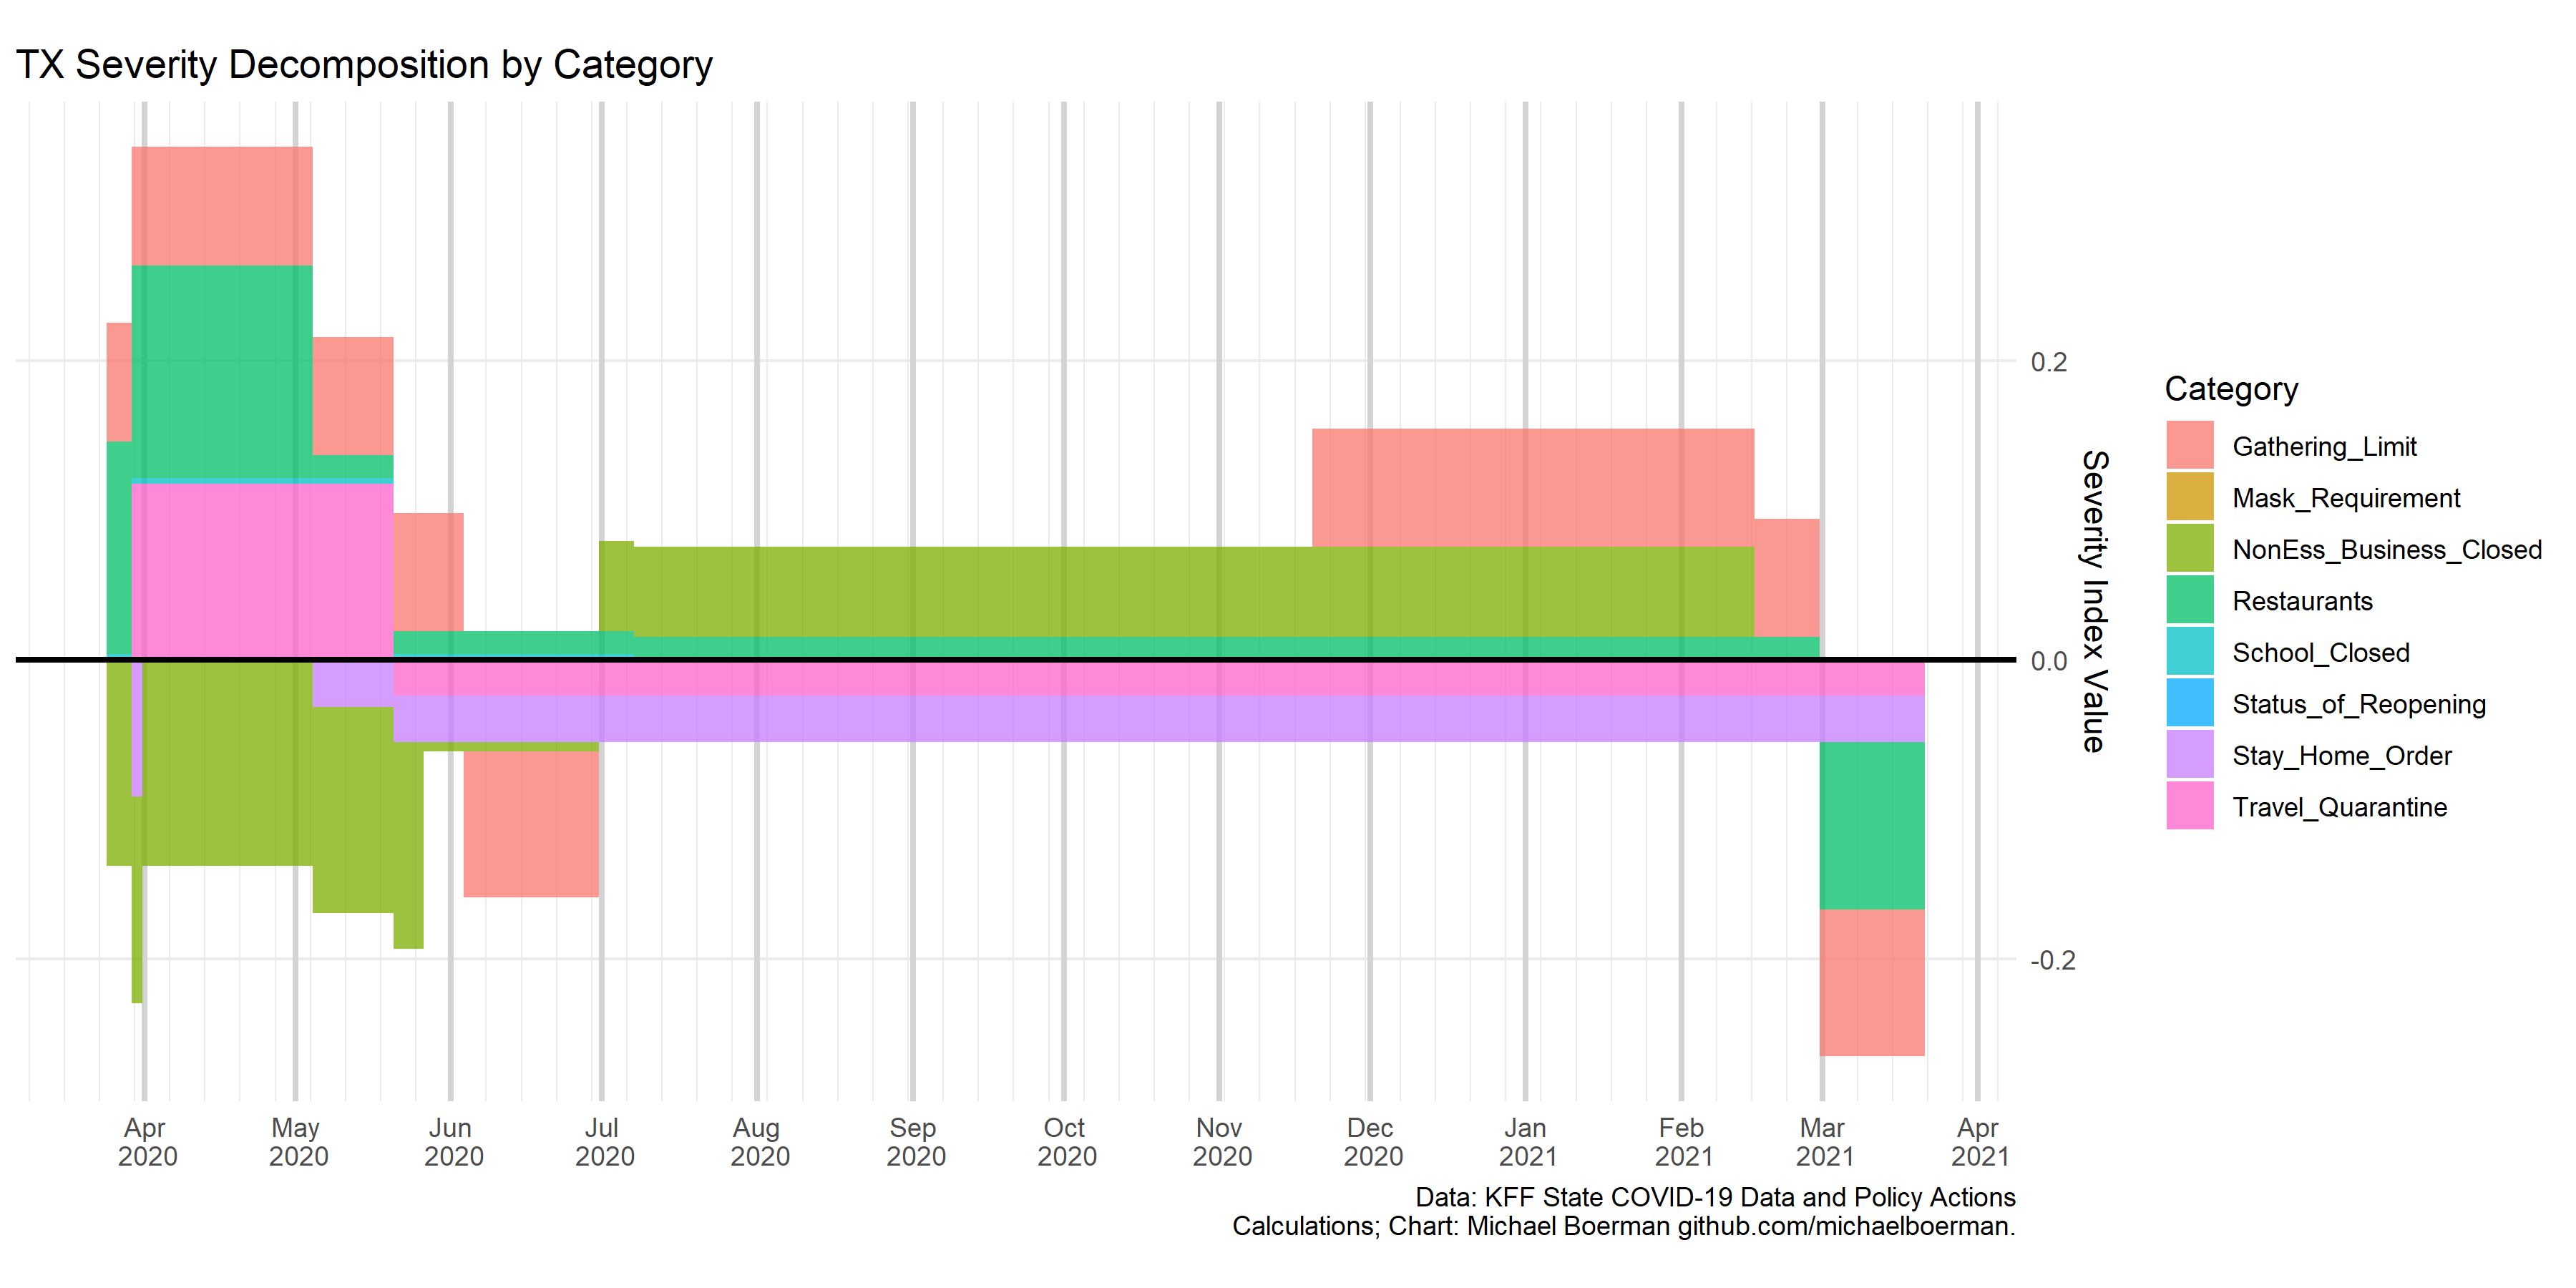 TX Severity Decomposition by Category
0.2
0.0
-0.2
Severity Index Value
Category
Gathering_Limit
Mask_Requirement
NonEss_Business_Closed
Restaurants
School_Closed
Status_of_Reopening
Stay_Home_Order
Travel_Quarantine
Apr May Jun Jul Aug Sep Oct Nov Dec Jan Feb Mar Apr
2020 2020 2020 2020 2020 2020 2020 2020 2020 2021 2021 2021 2021
Data: KFF State COVID-19 Data and Policy Actions
Calculations; Chart: Michael Boerman github.com/michaelboerman.